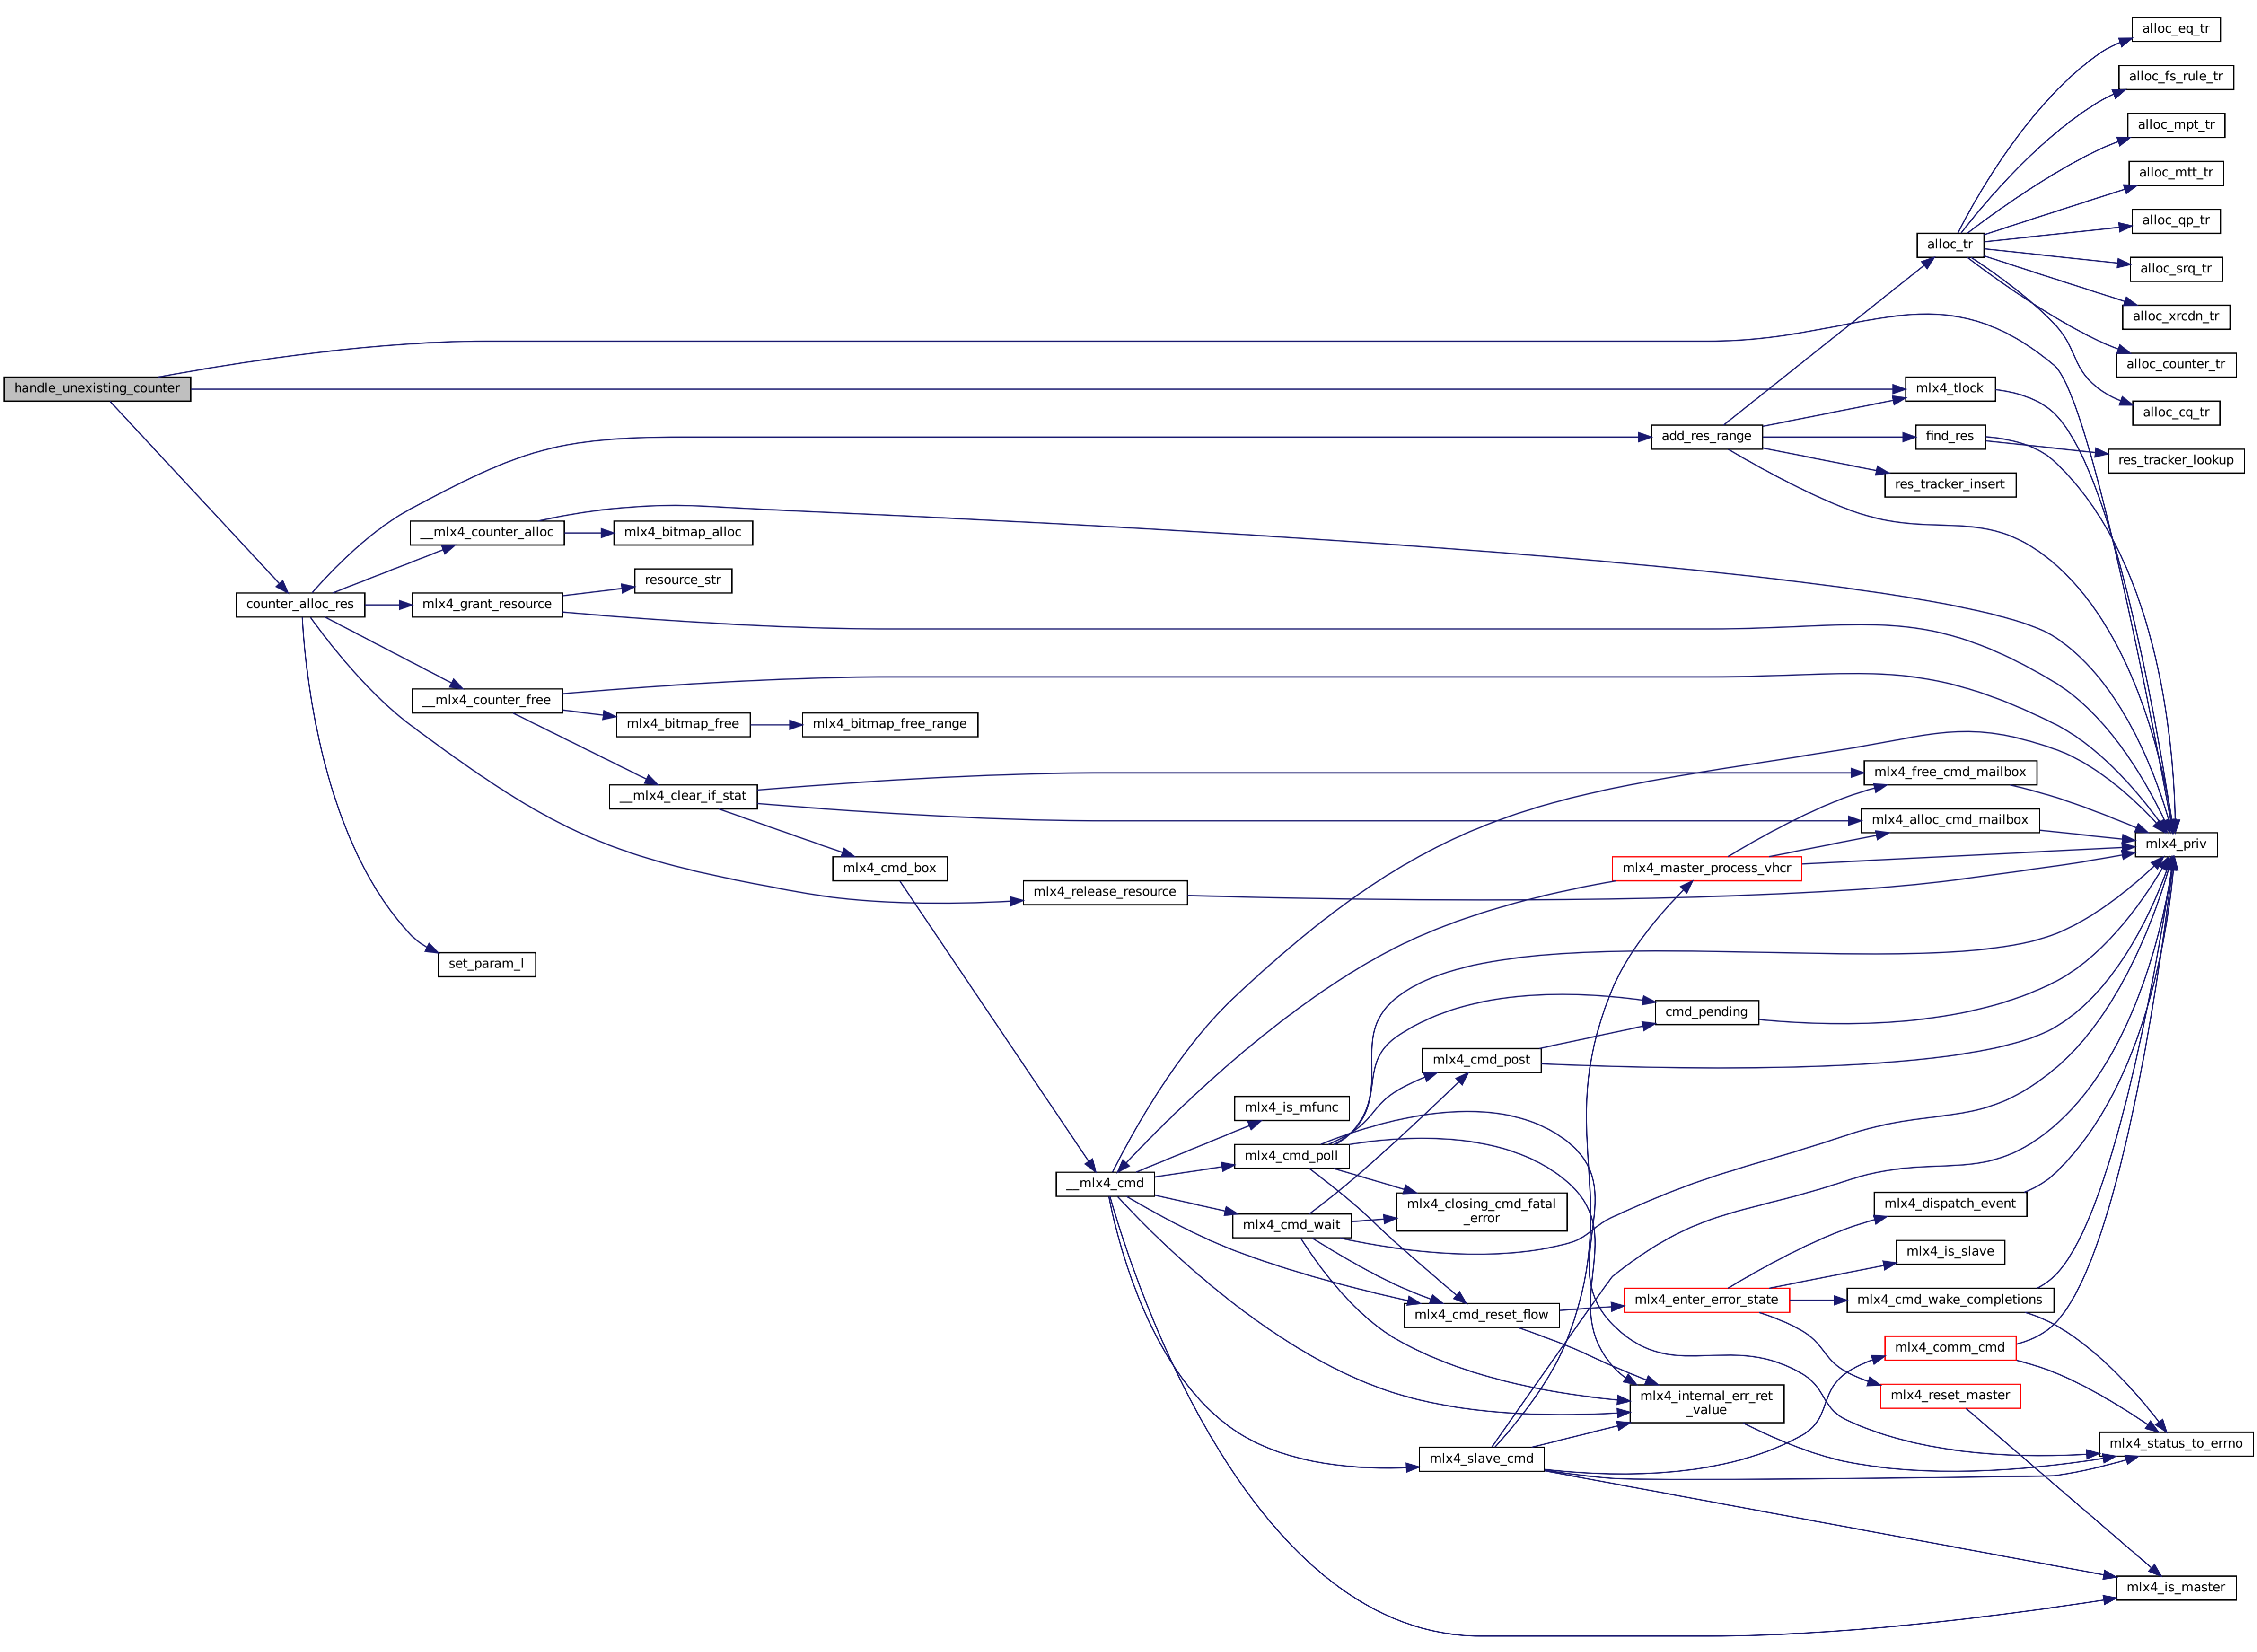 alloc_eq_tr
alloc_fs_rule_tr
alloc_mpt_tr
alloc_mtt_tr
alloc_qp_tr
alloc_tr
alloc_srq_tr
alloc_xrcdn_tr
alloc_counter_tr
handle_unexisting_counter
mlx4_tlock
alloc_cq_tr
add_res_range
find_res
res_tracker_lookup
res_tracker_insert
__mlx4_counter_alloc
mlx4_bitmap_alloc
resource_str
counter_alloc_res
mlx4_grant_resource
__mlx4_counter_free
mlx4_bitmap_free
mlx4_bitmap_free_range
mlx4_free_cmd_mailbox
__mlx4_clear_if_stat
mlx4_alloc_cmd_mailbox
mlx4_priv
mlx4_cmd_box
mlx4_master_process_vhcr
mlx4_release_resource
set_param_l
cmd_pending
mlx4_cmd_post
mlx4_is_mfunc
mlx4_cmd_poll
__mlx4_cmd
mlx4_closing_cmd_fatal
_error
mlx4_dispatch_event
mlx4_cmd_wait
mlx4_is_slave
mlx4_enter_error_state
mlx4_cmd_wake_completions
mlx4_cmd_reset_flow
mlx4_comm_cmd
mlx4_internal_err_ret
_value
mlx4_reset_master
mlx4_status_to_errno
mlx4_slave_cmd
mlx4_is_master